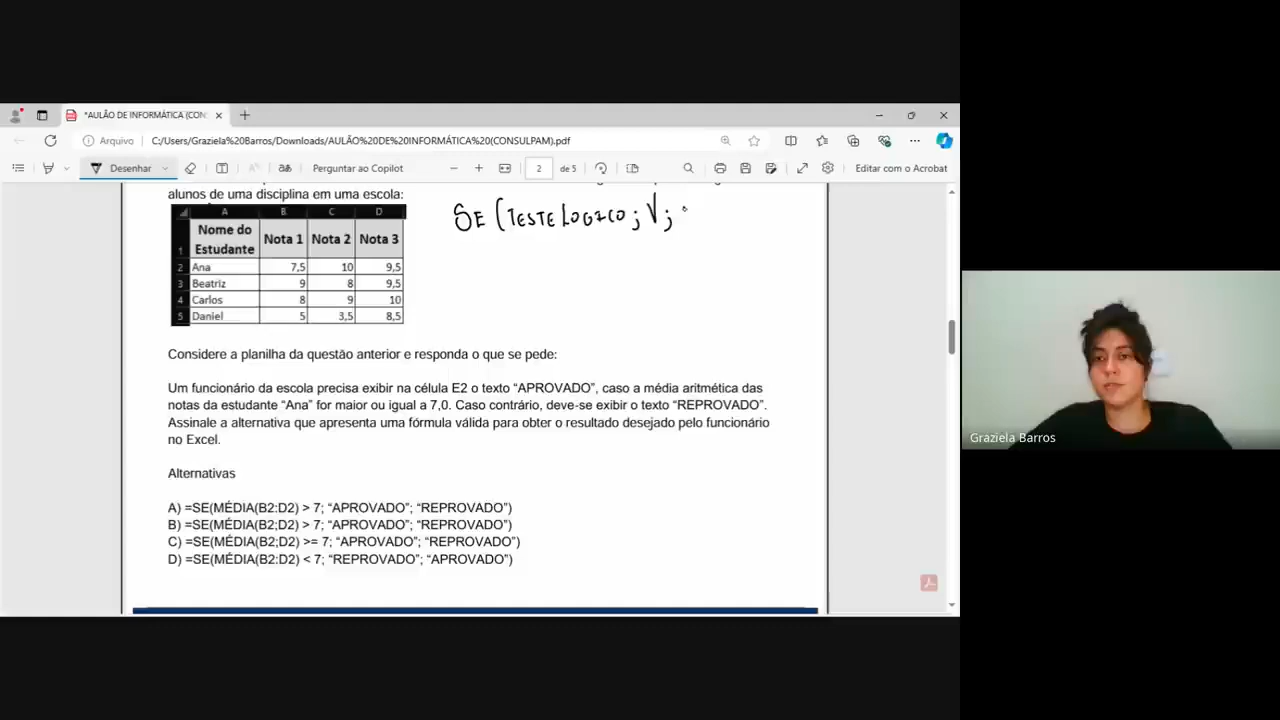 *AULÃO DE INFORMÁTICA (CON
Arquivo C:/Users/Graziela%20Barros/Downloads/AULÃO%20DE%20INFORMÁTICA%20(CONSULPAM).pdf
Desenhar Perguntar ao Copilot 2 de 5 Editar com o Acrobat
alunos de uma disciplina em uma escola:
SE (TESTE LOGICO; V;
A B C D
1 Nome do Estudante Nota 1 Nota 2 Nota 3
2 Ana 7,5 10 9,5
3 Beatriz 9 8 9,5
4 Carlos 8 9 10
5 Daniel 5 3,5 8,5
Considere a planilha da questão anterior e responda o que se pede:
Um funcionário da escola precisa exibir na célula E2 o texto “APROVADO”, caso a média aritmética das
notas da estudante “Ana” for maior ou igual a 7,0. Caso contrário, deve-se exibir o texto “REPROVADO”.
Assinale a alternativa que apresenta uma fórmula válida para obter o resultado desejado pelo funcionário
no Excel.
Alternativas
A) =SE(MÉDIA(B2:D2) > 7; “APROVADO”; “REPROVADO”)
B) =SE(MÉDIA(B2;D2) > 7; “APROVADO”; “REPROVADO”)
C) =SE(MÉDIA(B2;D2) >= 7; “APROVADO”; “REPROVADO”)
D) =SE(MÉDIA(B2:D2) < 7; “REPROVADO”; “APROVADO”)
Graziela Barros